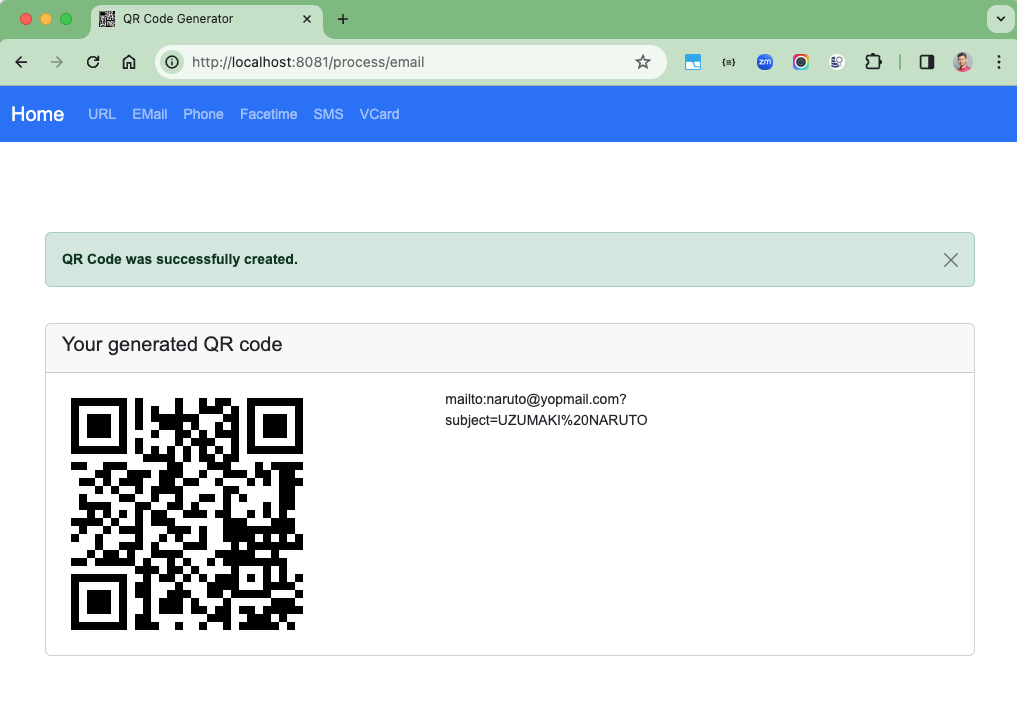 QR Code Generator
http://localhost:8081/process/email
zm
Home URL EMail Phone Facetime SMS VCard
QR Code was successfully created.
Your generated QR code
mailto:naruto@yopmail.com?
subject=UZUMAKI%20NARUTO